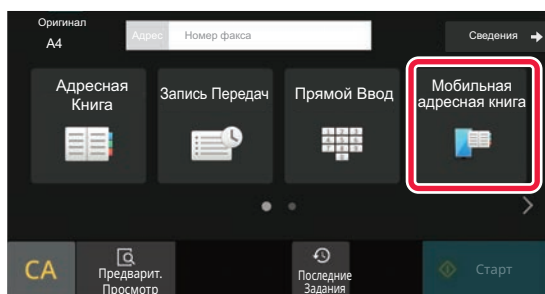 Оригинал
A4
Адрес
Номер факса
Сведения
Адресная
Книга
Запись Передач
Прямой Ввод
Мобильная
адресная книга
CA
Предварит.
Просмотр
Последние
Задания
Старт